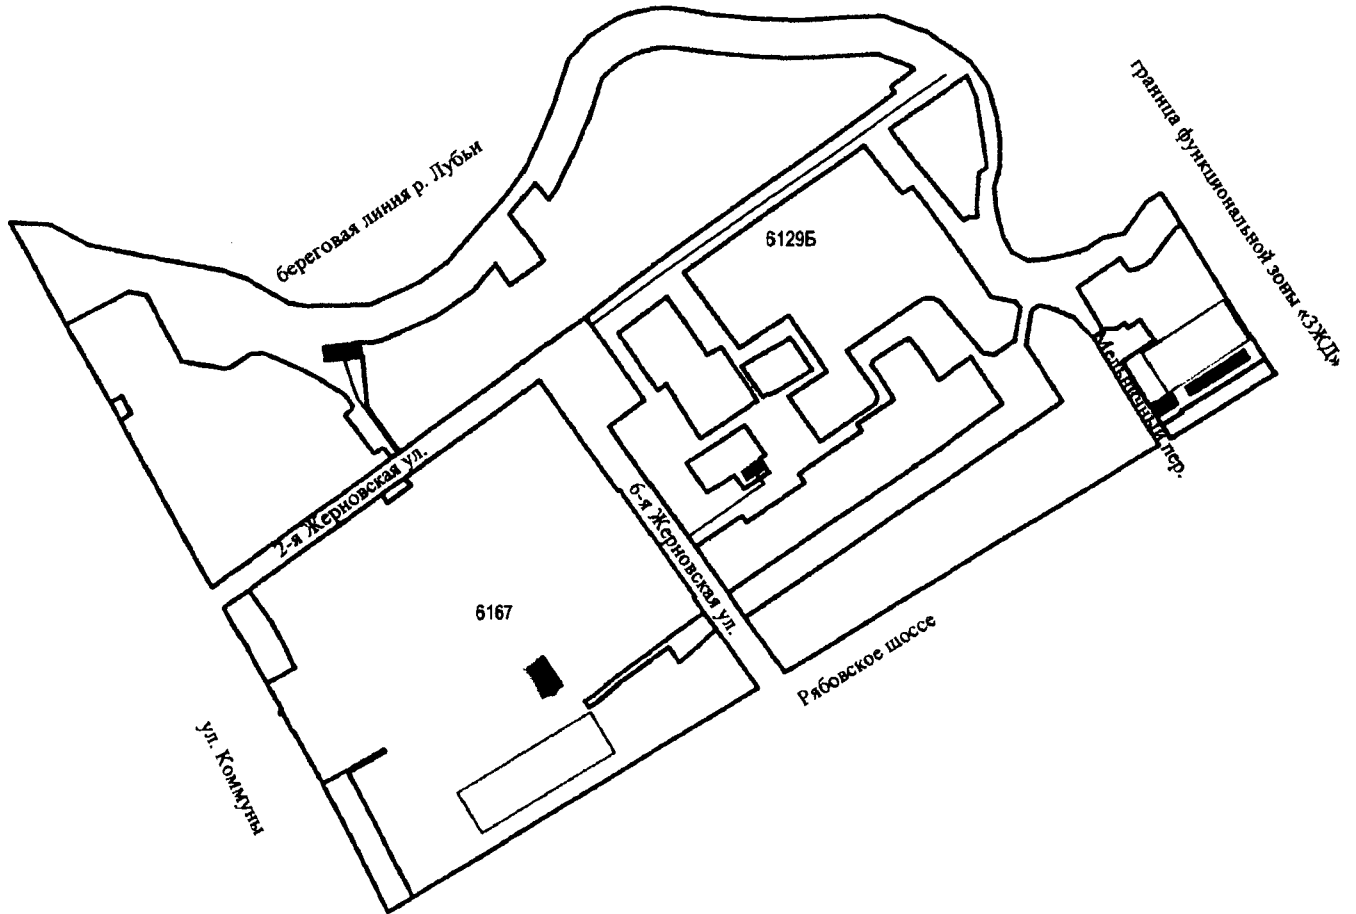 граница функциональной зоны «ЗЖД»
береговая линия р. Лубьи
6129Б
Мельничный пер.
2-я Жерновская ул.
6-я Жерновская ул.
6167
Рябовское шоссе
ул. Коммуны